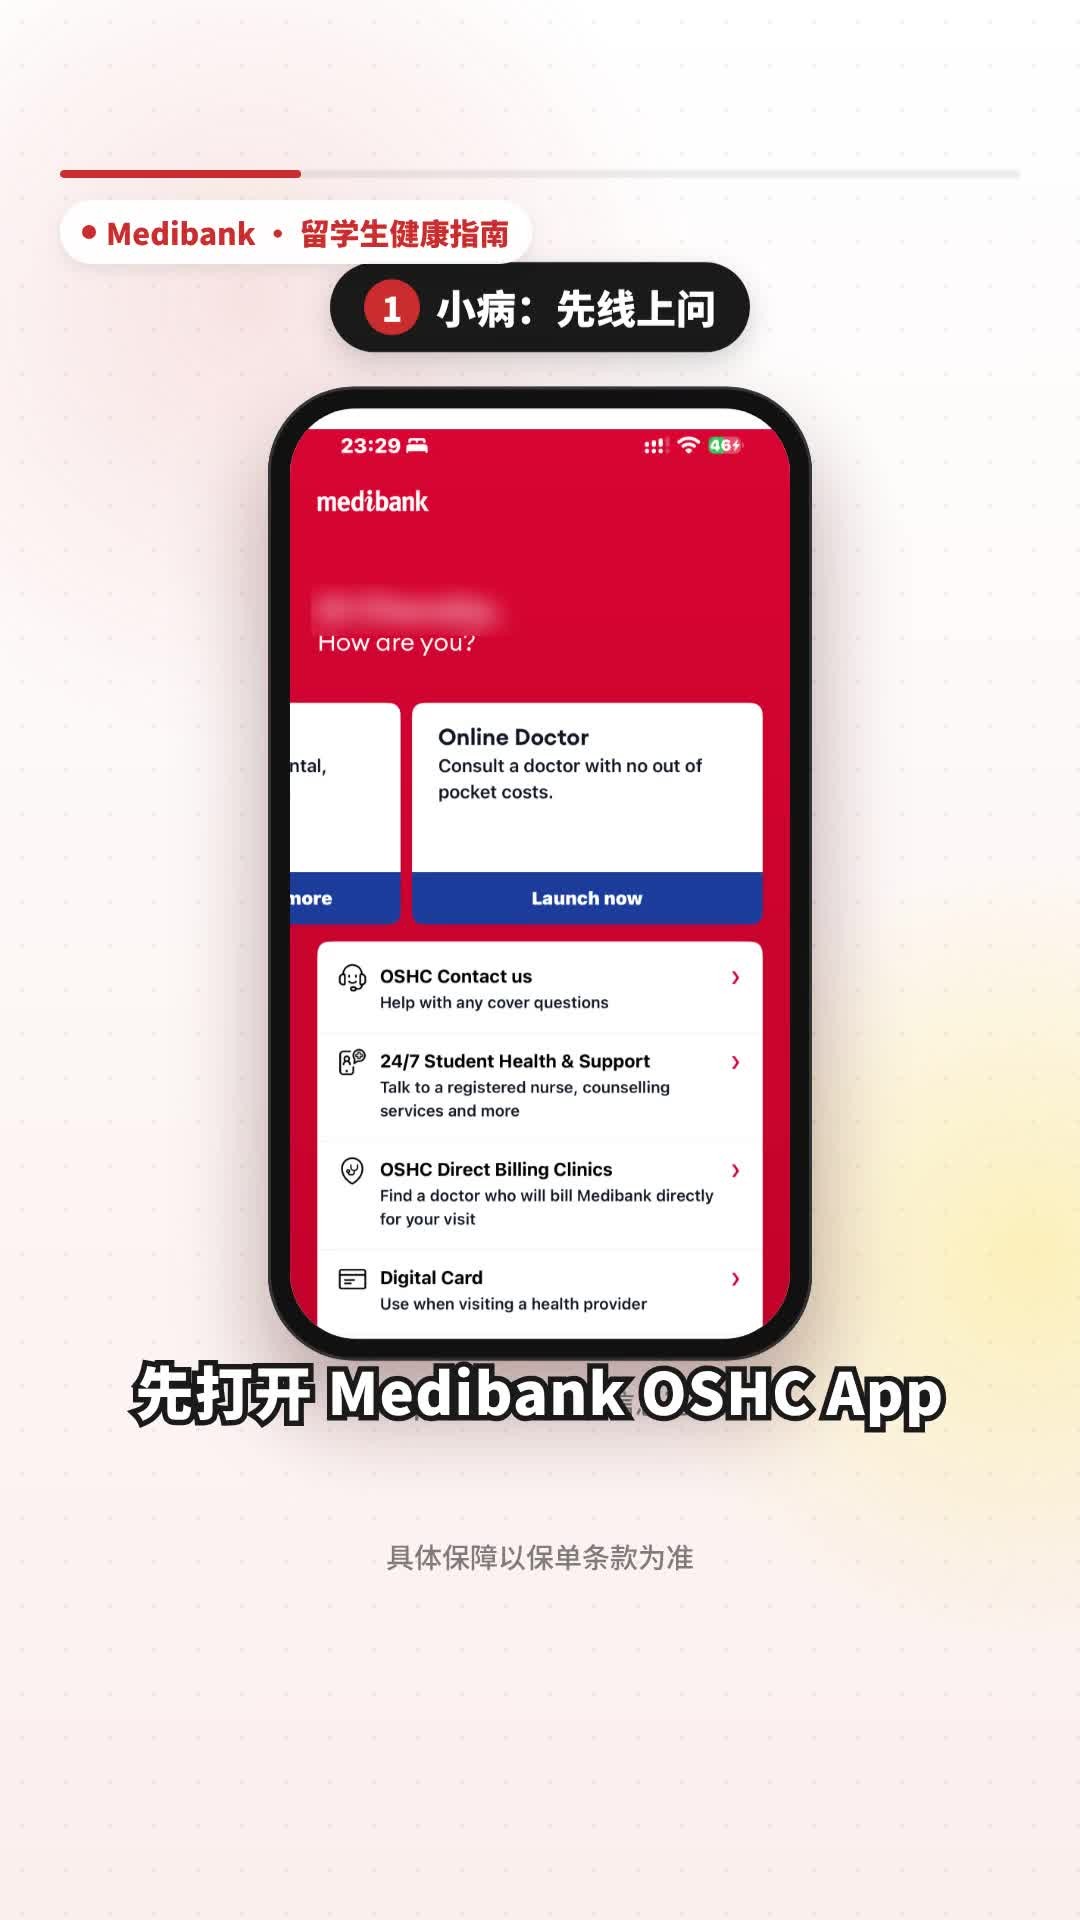 Medibank · 留学生健康指南
1 小病：先线上问
23:29
46
medibank
How are you?
Online Doctor
ntal,
Consult a doctor with no out of
pocket costs.
more
Launch now
OSHC Contact us
Help with any cover questions
24/7 Student Health & Support
Talk to a registered nurse, counselling
services and more
OSHC Direct Billing Clinics
Find a doctor who will bill Medibank directly
for your visit
Digital Card
Use when visiting a health provider
先打开 Medibank OSHC App
具体保障以保单条款为准